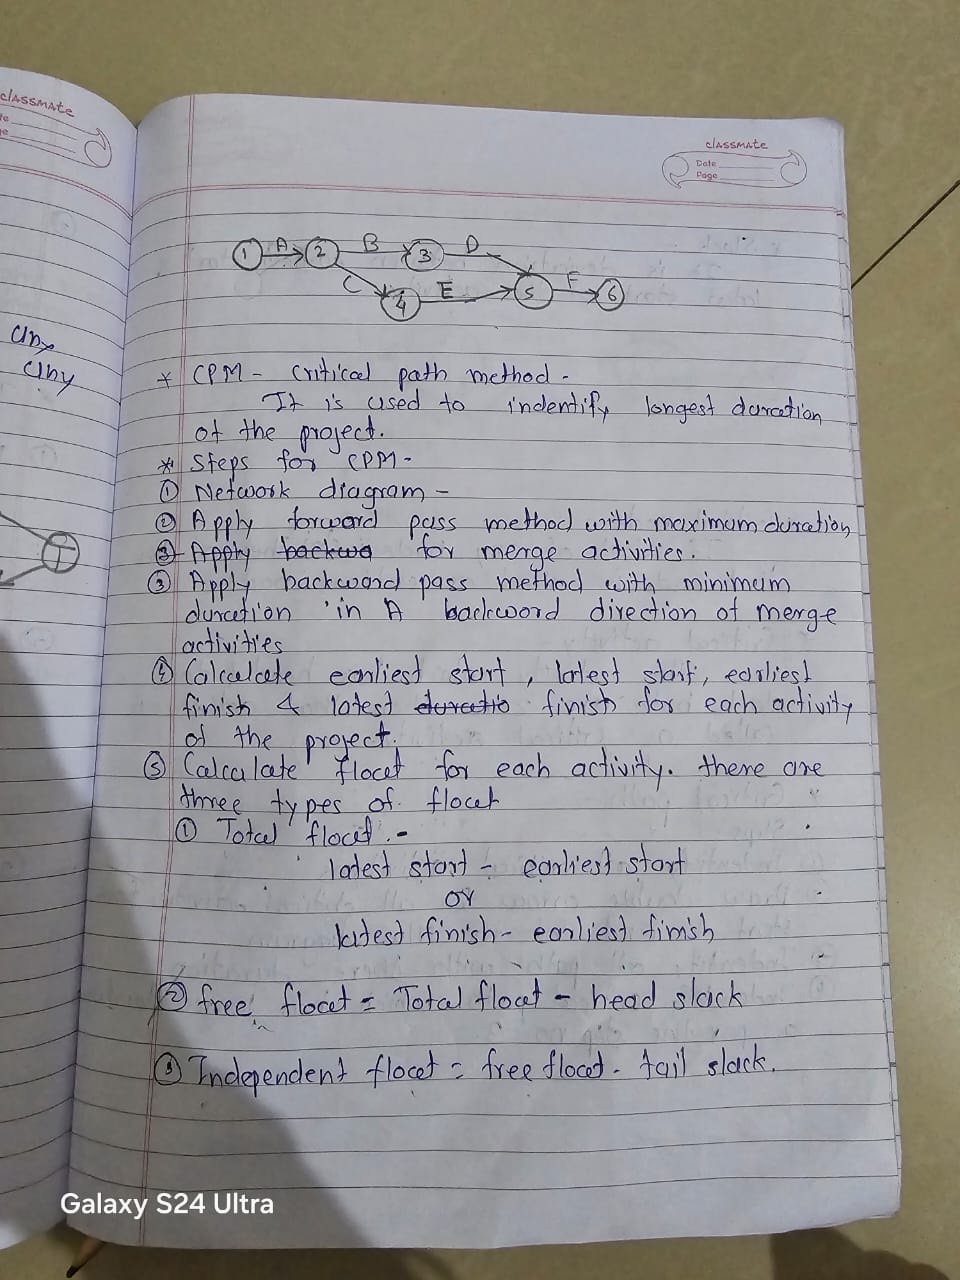 classmate
classmate
Date
Page
1 A 2 B 3 D
C 4 E 5 F 6
any
any
* CPM - Critical path method -
It is used to indentify longest duration
of the project.
* Steps for CPM -
① Network diagram -
② Apply forward pass method with maximum duration
③ Apply backwa for merge activities.
③ Apply backword pass method with minimum
duration in A backword direction of merge
activities
④ Calculate earliest start, latest start, earliest
finish & latest duratio finish for each activity
of the project.
⑤ Calculate float for each activity. there are
three types of float
① Total float -
latest start - earliest start
or
latest finish - earliest finish
② free float = Total float - head slack
③ Independent float = free float - tail slack.
Galaxy S24 Ultra